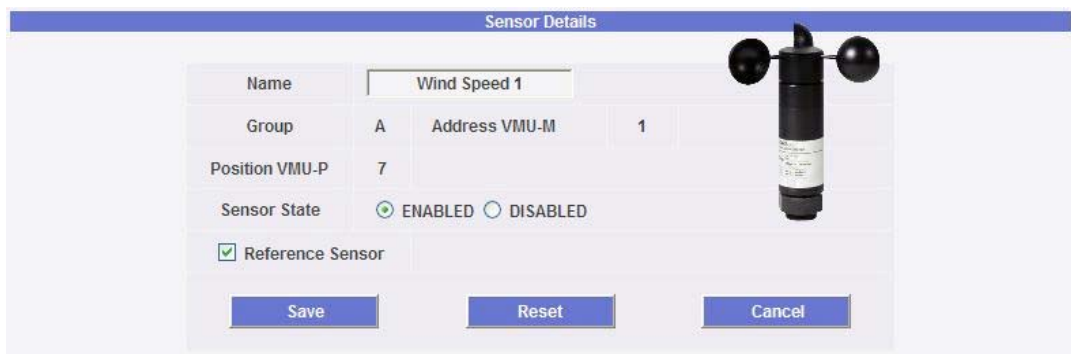 Sensor Details
Name Wind Speed 1
Group A Address VMU-M 1
Position VMU-P 7
Sensor State ENABLED DISABLED
Reference Sensor
Save Reset Cancel